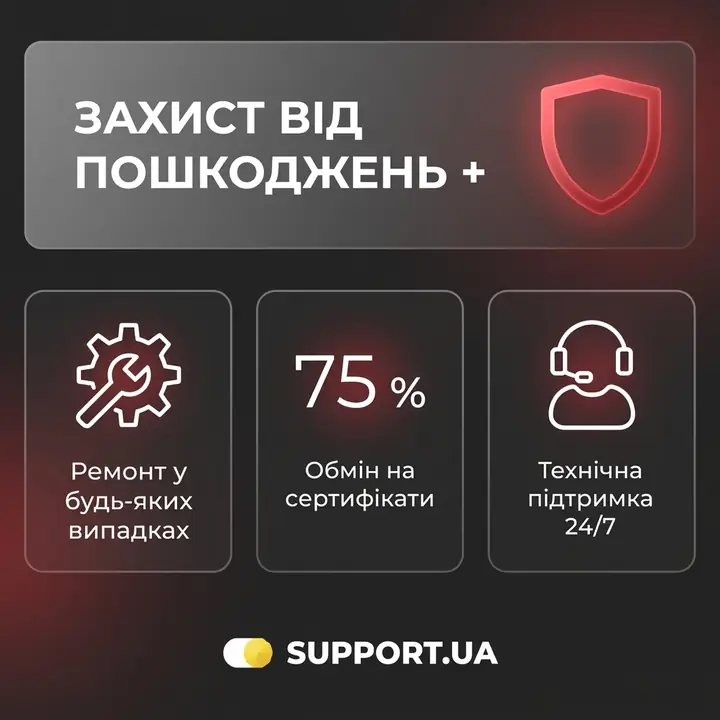 ЗАХИСТ ВІД
ПОШКОДЖЕНЬ +
Ремонт у
будь-яких
випадках
75 %
Обмін на
сертифікати
Технічна
підтримка
24/7
SUPPORT.UA